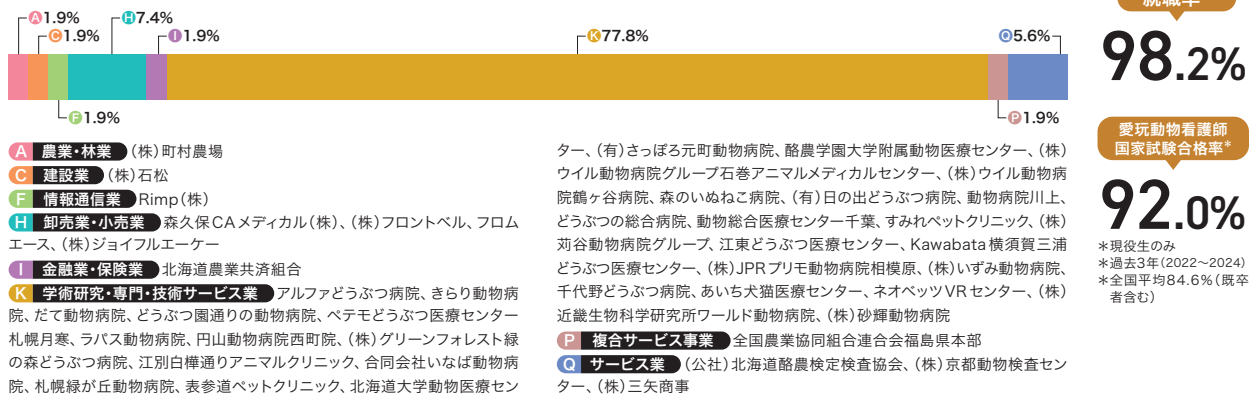 A1.9%
H7.4%
C1.9%
I1.9%
K77.8%
Q5.6%
F1.9%
P1.9%
A 農業・林業 (株)町村農場
C 建設業 (株)石松
F 情報通信業 Rimp(株)
H 卸売業・小売業 森久保CAメディカル(株)、(株)フロントベル、フロム
エース、(株)ジョイフルエーケー
I 金融業・保険業 北海道農業共済組合
K 学術研究・専門・技術サービス業 アルファどうぶつ病院、きらり動物病
院、だて動物病院、どうぶつ園通りの動物病院、ペテモどうぶつ医療センター
札幌月寒、ラパス動物病院、円山動物病院西町院、(株)グリーンフォレスト緑
の森どうぶつ病院、江別白樺通りアニマルクリニック、合同会社いなば動物病
院、札幌緑が丘動物病院、表参道ペットクリニック、北海道大学動物医療セン
ター、(有)さっぽろ元町動物病院、酪農学園大学附属動物医療センター、(株)
ウイル動物病院グループ石巻アニマルメディカルセンター、(株)ウイル動物病
院鶴ヶ谷病院、森のいぬねこ病院、(有)日の出どうぶつ病院、動物病院川上、
どうぶつの総合病院、動物総合医療センター千葉、すみれペットクリニック、(株)
苅谷動物病院グループ、江東どうぶつ医療センター、Kawabata横須賀三浦
どうぶつ医療センター、(株)JPRプリモ動物病院相模原、(株)いずみ動物病院、
千代野どうぶつ病院、あいち犬猫医療センター、ネオベッツVRセンター、(株)
近畿生物科学研究所ワールド動物病院、(株)砂輝動物病院
P 複合サービス事業 全国農業協同組合連合会福島県本部
Q サービス業 (公社)北海道酪農検定検査協会、(株)京都動物検査セン
ター、(株)三矢商事
就職率
98.2%
愛玩動物看護師
国家試験合格率*
92.0%
*現役生のみ
*過去3年(2022~2024)
*全国平均84.6%(既卒
者含む)